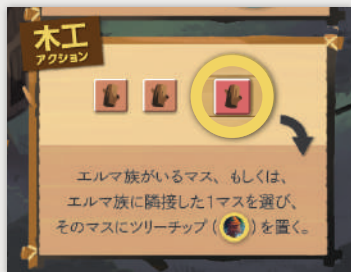 木工
アクション
エルマ族がいるマス、もしくは、
エルマ族に隣接した1マスを選び、
そのマスにツリーチップ( )を置く。